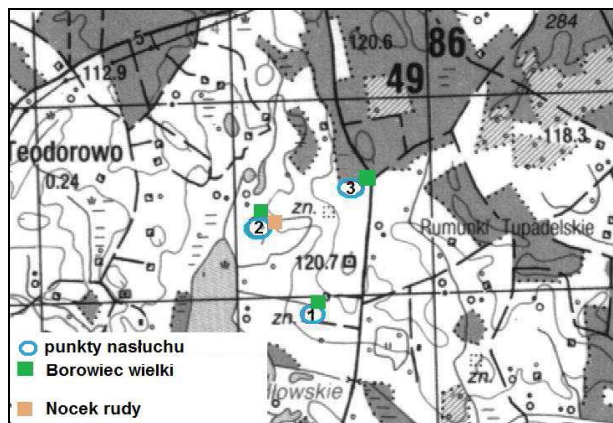 284
5
120.6
86
49
112.9
118.3
Teodorowo
0.24
3
zn.
2
Rumunki Tupadelskie
120.7
zn.
1
punkty nasłuchu
Borowiec wielki
zn.
Nocek rudy